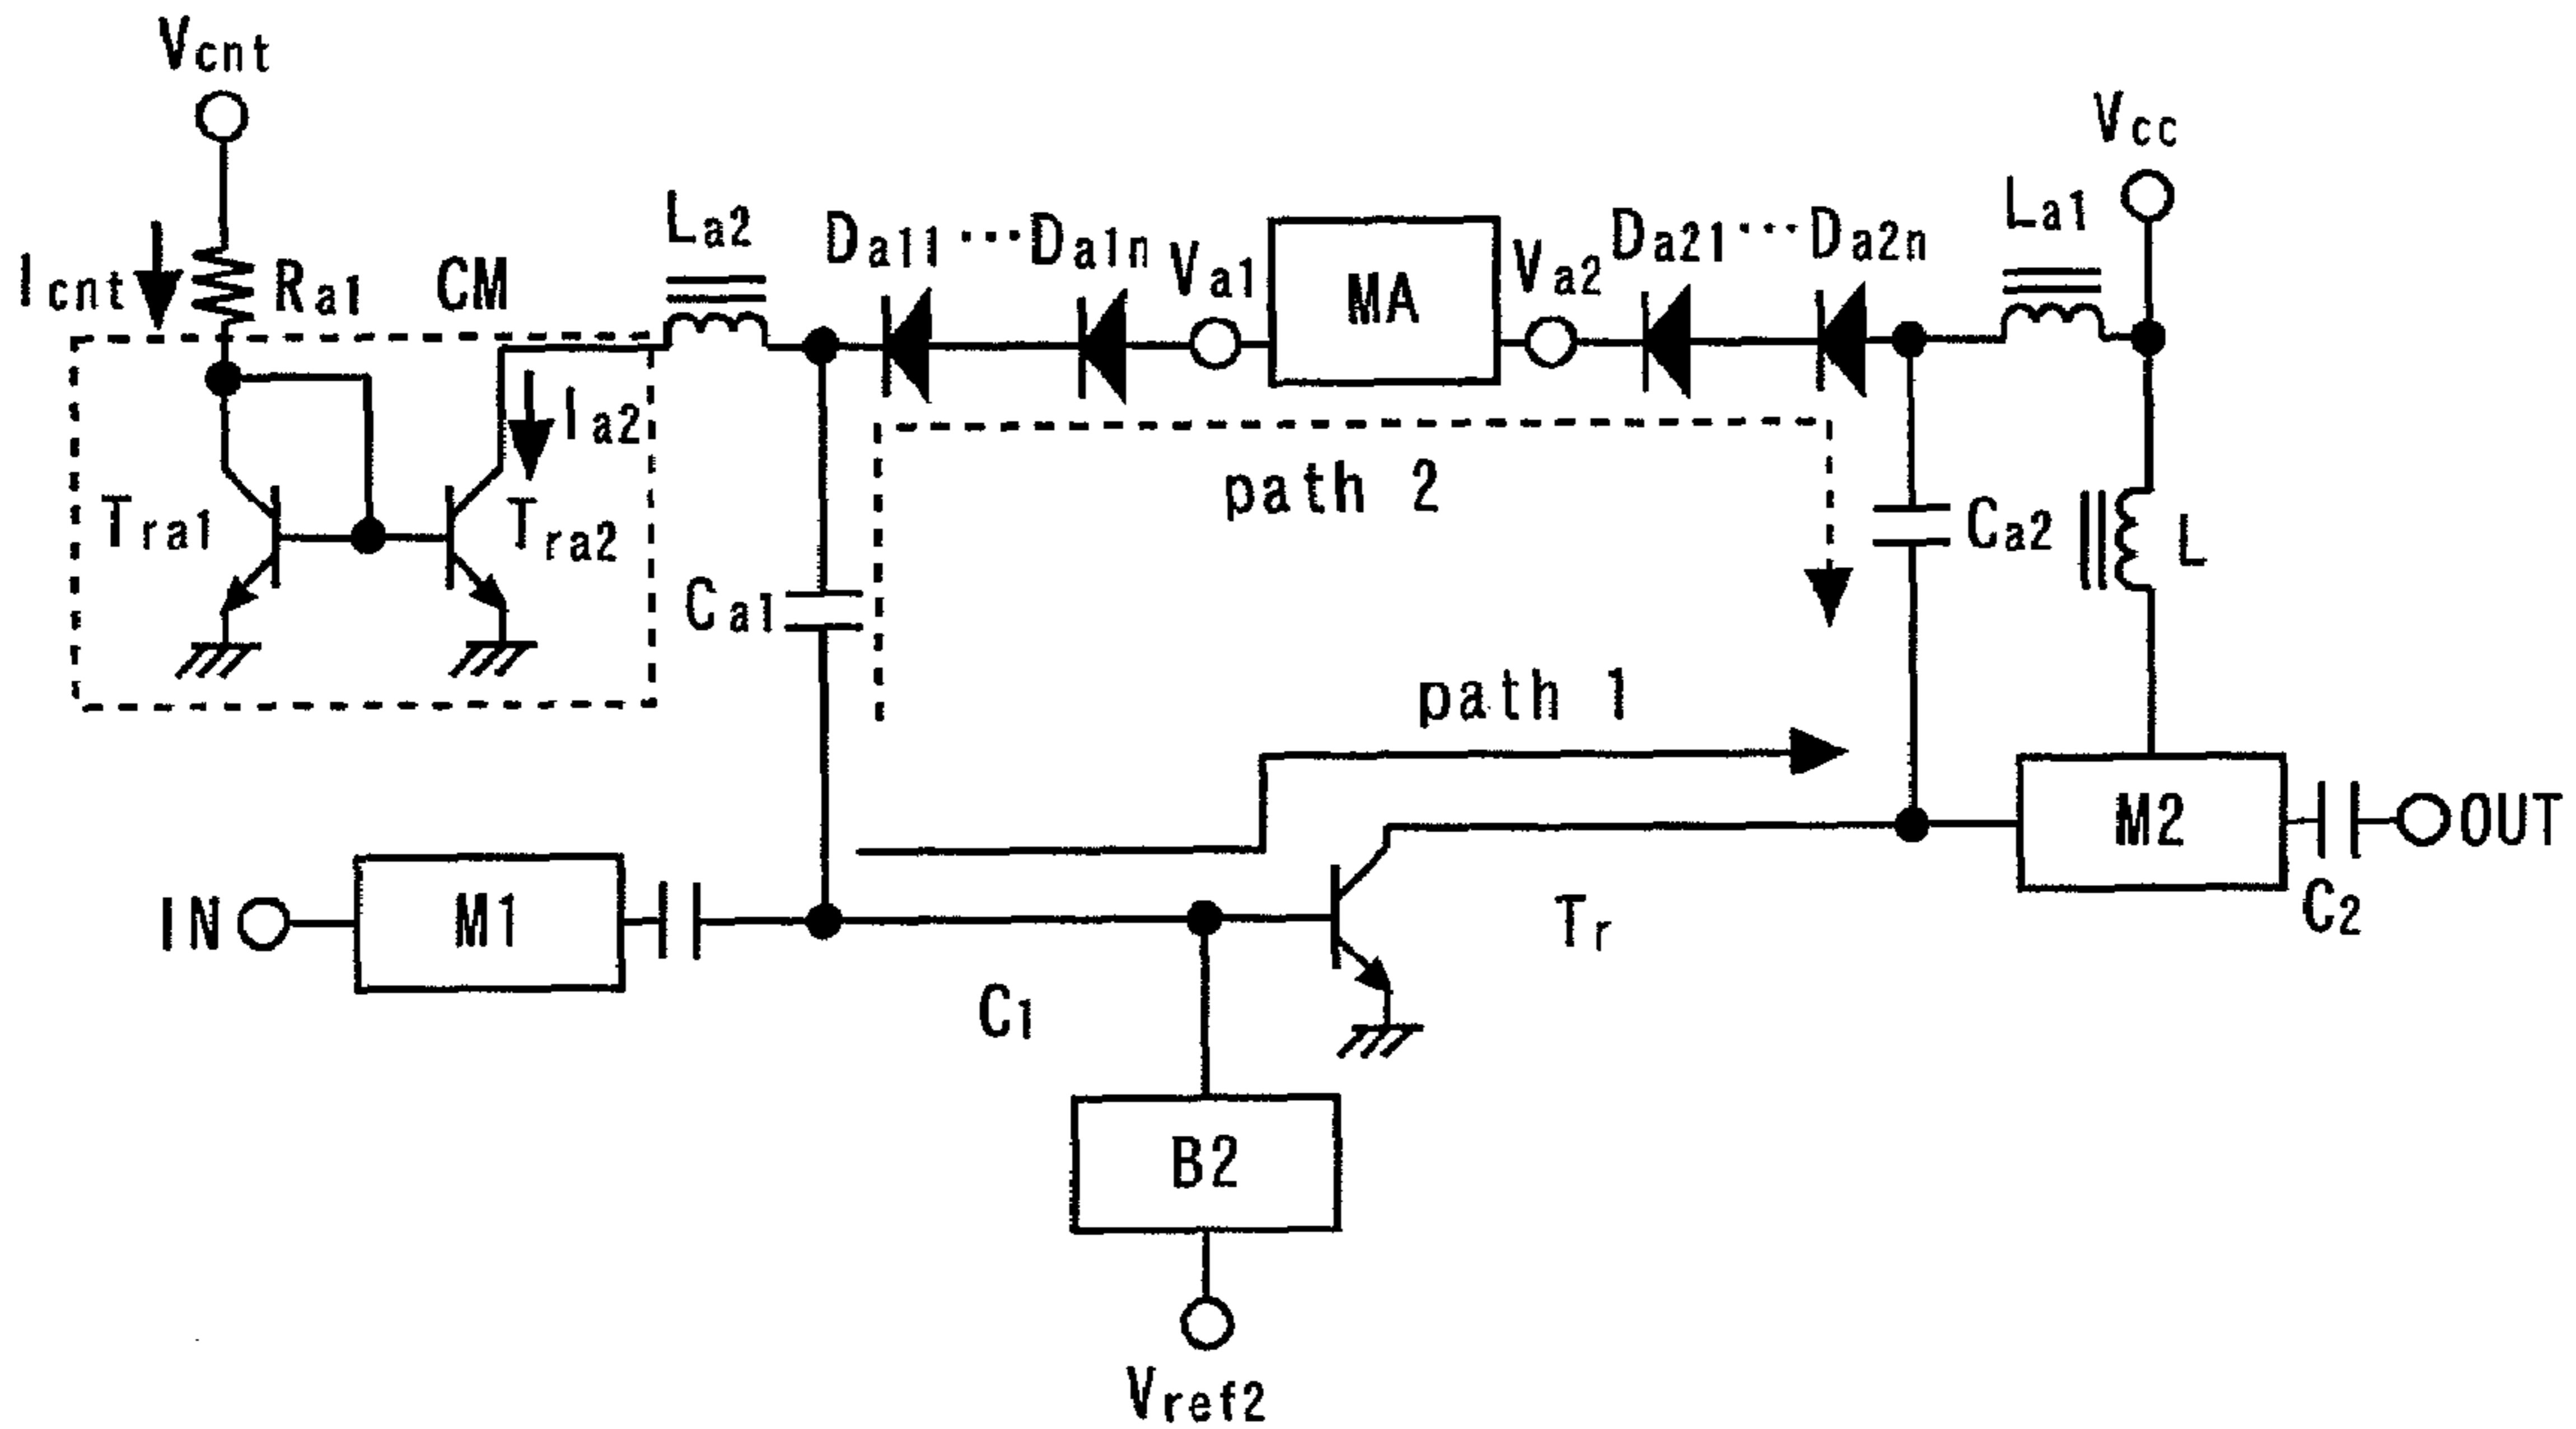 Vcnt
Vcc
La2
Da11 ··· Da1n
Va1
MA
Va2
Da21 ··· Da2n
La1
Icnt
Ra1
CM
Ia2
path 2
Tra1
Tra2
Ca1
Ca2
L
path 1
IN
M1
M2
OUT
C2
Tr
C1
B2
Vref2